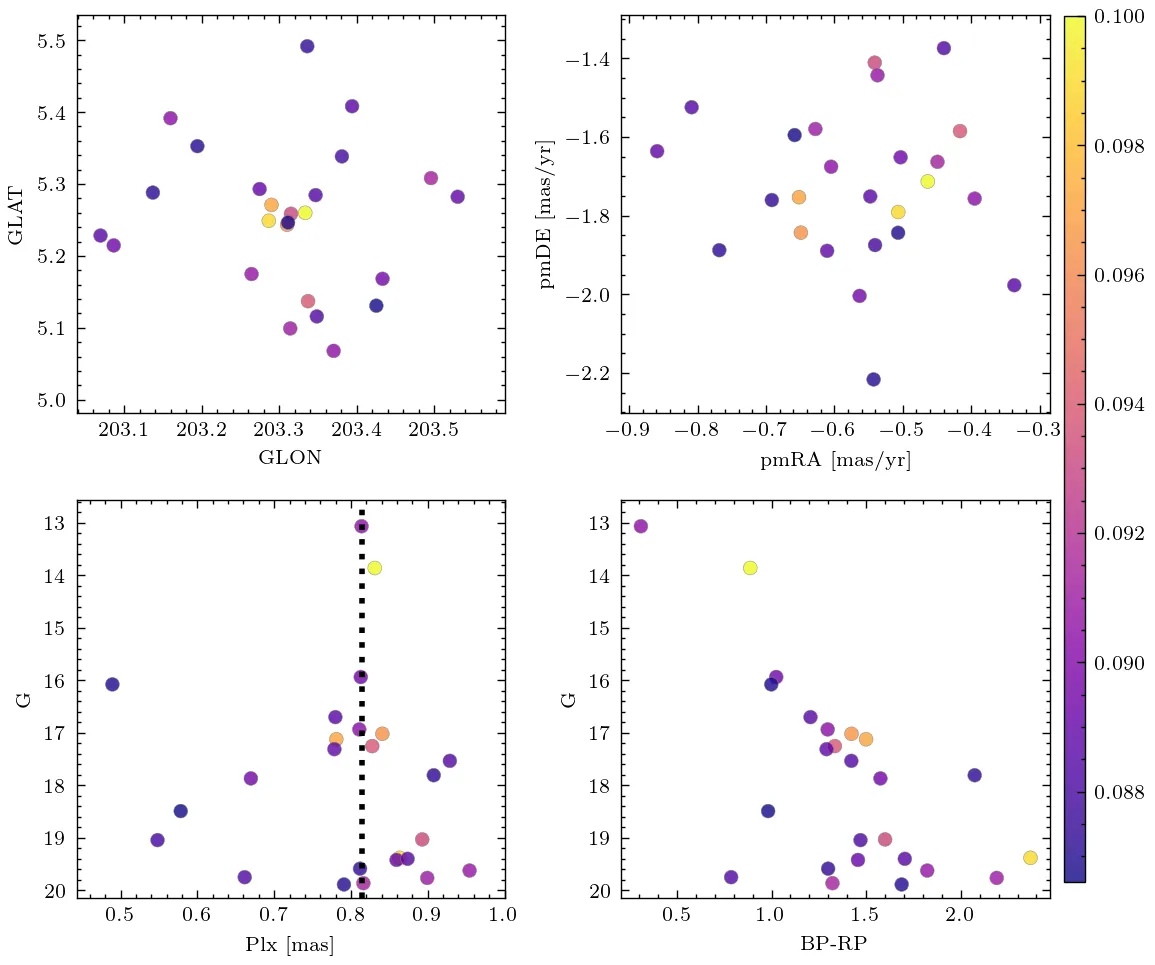 5.5
5.4
5.3
5.2
5.1
5.0
GLAT
203.1 203.2 203.3 203.4 203.5
GLON
−1.4
−1.6
−1.8
−2.0
−2.2
pmDE [mas/yr]
−0.9 −0.8 −0.7 −0.6 −0.5 −0.4 −0.3
pmRA [mas/yr]
0.100
0.098
0.096
0.094
0.092
0.090
0.088
13
14
15
16
17
18
19
20
G
0.5 0.6 0.7 0.8 0.9 1.0
Plx [mas]
13
14
15
16
17
18
19
20
G
0.5 1.0 1.5 2.0
BP-RP